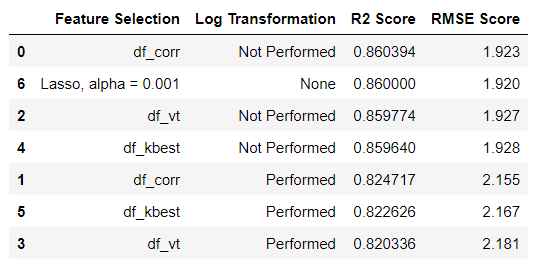 Feature Selection Log Transformation R2 Score RMSE Score
0 df_corr Not Performed 0.860394 1.923
6 Lasso, alpha = 0.001 None 0.860000 1.920
2 df_vt Not Performed 0.859774 1.927
4 df_kbest Not Performed 0.859640 1.928
1 df_corr Performed 0.824717 2.155
5 df_kbest Performed 0.822626 2.167
3 df_vt Performed 0.820336 2.181